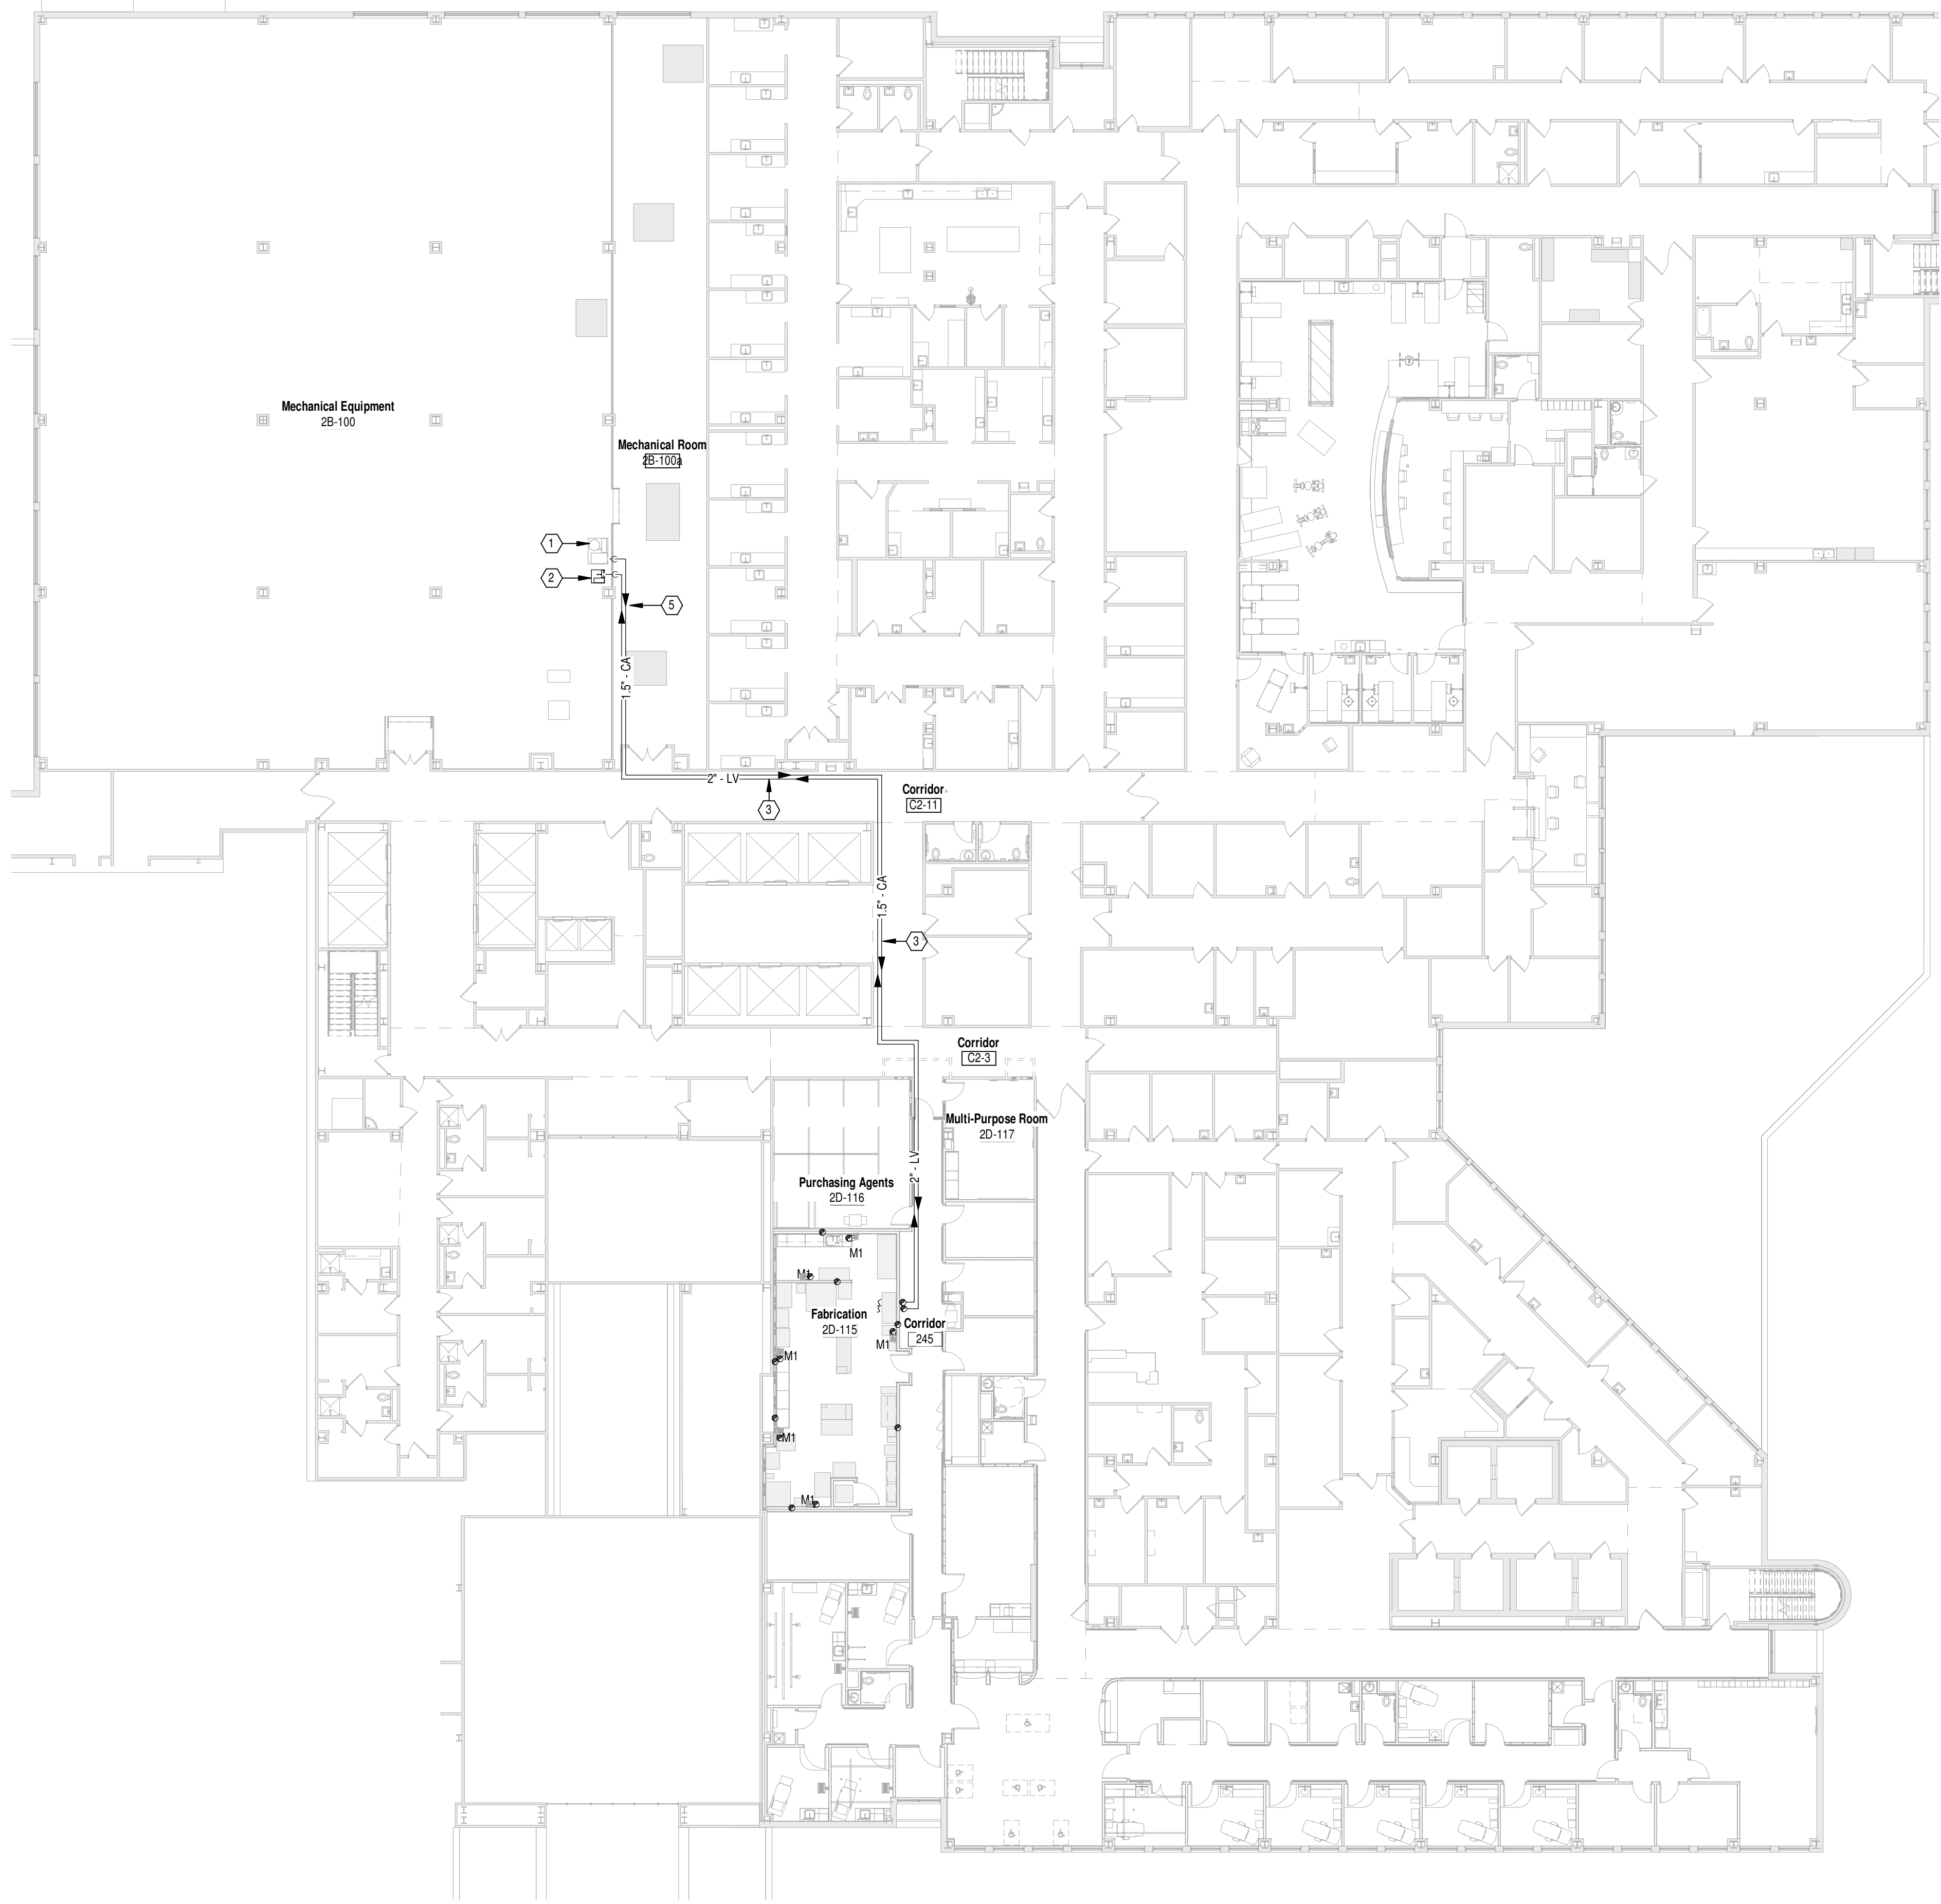 Mechanical Equipment
2B-100
Mechanical Room
2B-100a
1
2
5
1.5" - CA
2" - LV
3
Corridor
C2-11
1.5" - CA
3
Corridor
C2-3
Multi-Purpose Room
2D-117
2" - LV
Purchasing Agents
2D-116
M1
M1
Fabrication
2D-115
Corridor
245
M1
M1
M1
M1